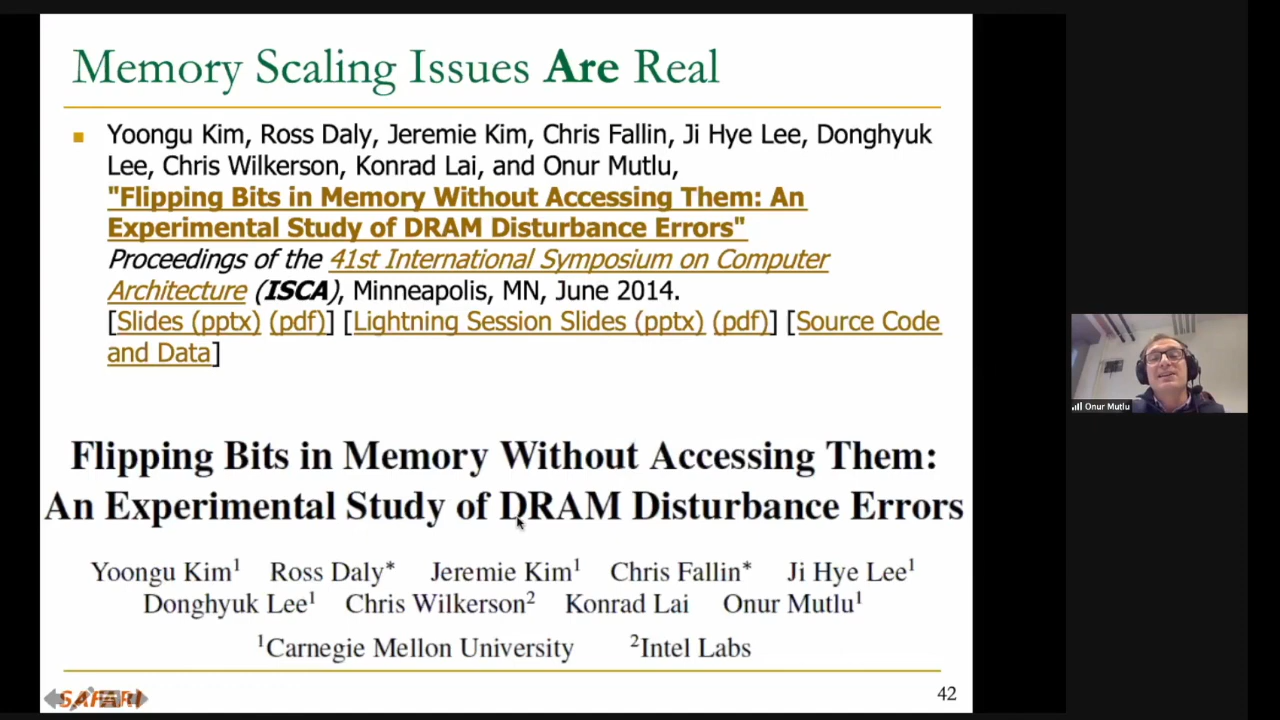 Memory Scaling Issues Are Real
Yoongu Kim, Ross Daly, Jeremie Kim, Chris Fallin, Ji Hye Lee, Donghyuk
Lee, Chris Wilkerson, Konrad Lai, and Onur Mutlu,
"Flipping Bits in Memory Without Accessing Them: An
Experimental Study of DRAM Disturbance Errors"
Proceedings of the 41st International Symposium on Computer
Architecture (ISCA), Minneapolis, MN, June 2014.
[Slides (pptx) (pdf)] [Lightning Session Slides (pptx) (pdf)] [Source Code
and Data]
Flipping Bits in Memory Without Accessing Them:
An Experimental Study of DRAM Disturbance Errors
Yoongu Kim¹ Ross Daly* Jeremie Kim¹ Chris Fallin* Ji Hye Lee¹
Donghyuk Lee¹ Chris Wilkerson² Konrad Lai Onur Mutlu¹
¹Carnegie Mellon University ²Intel Labs
SAFARI
42
Onur Mutlu